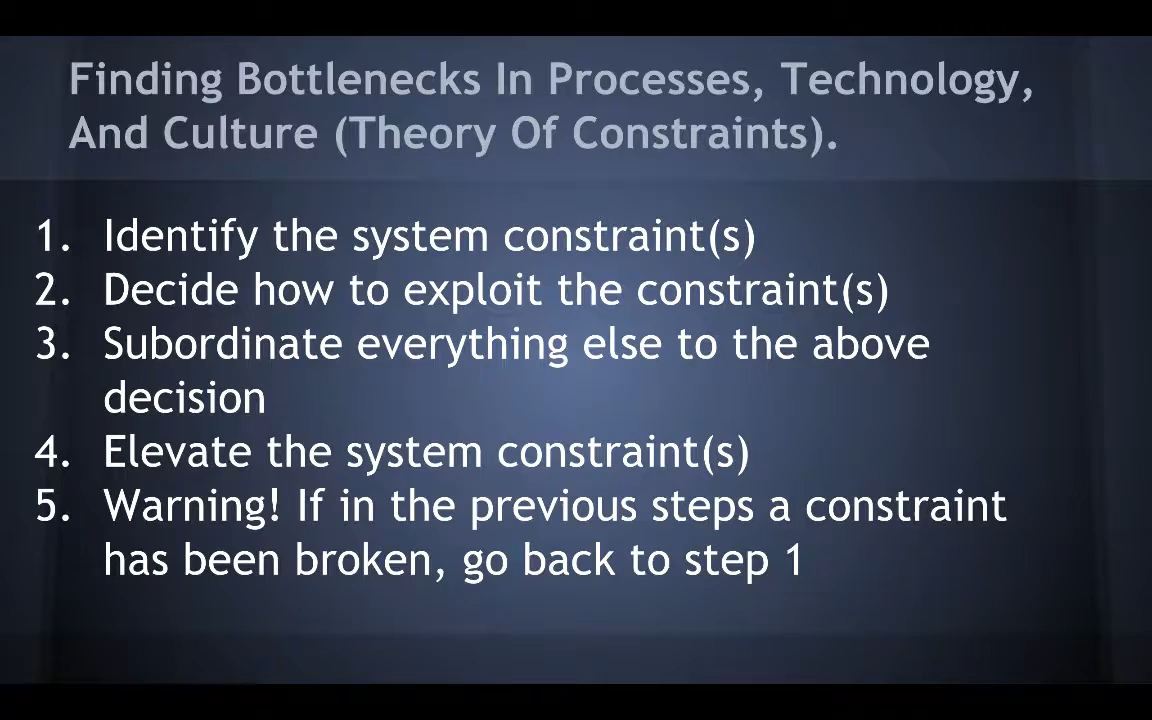 Finding Bottlenecks In Processes, Technology,
And Culture (Theory Of Constraints).
1. Identify the system constraint(s)
2. Decide how to exploit the constraint(s)
3. Subordinate everything else to the above
decision
4. Elevate the system constraint(s)
5. Warning! If in the previous steps a constraint
has been broken, go back to step 1